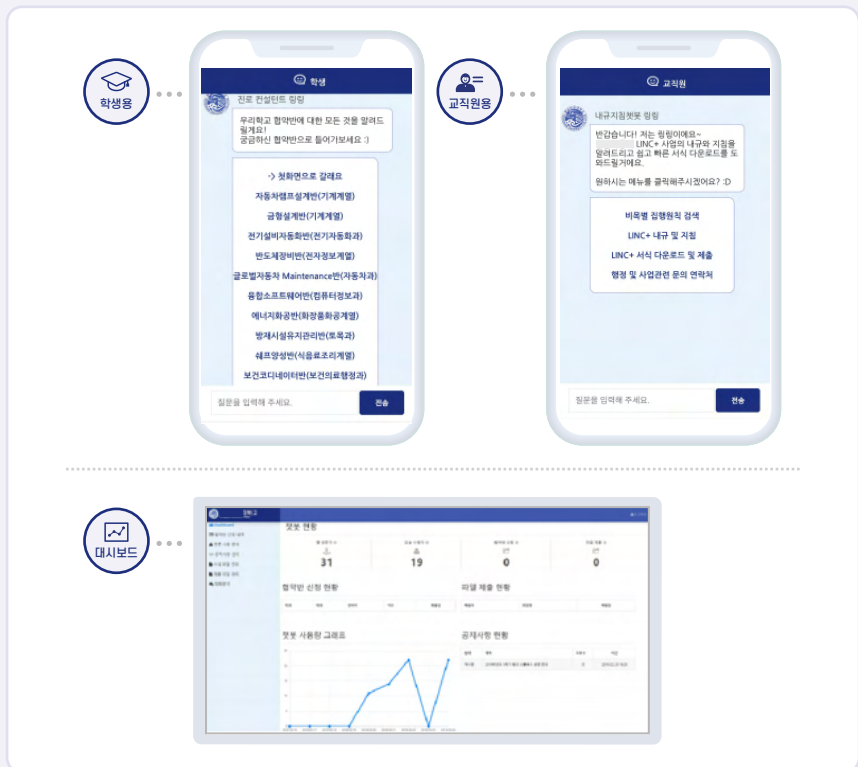 학생용
학생
진로 컨설턴트 링링
우리학교 협약반에 대한 모든 것을 알려드
릴게요!
궁금하신 협약반으로 들어가보세요 :)
-> 첫화면으로 갈래요
자동차램프설계반(기계계열)
금형설계반(기계계열)
전기설비자동화반(전기자동화과)
반도체장비반(전자정보계열)
글로벌자동차 Maintenance반(자동차과)
융합소프트웨어반(컴퓨터정보과)
에너지화공반(화장품화공계열)
방재시설유지관리반(토목과)
쉐프양성반(식음료조리계열)
보건코디네이터반(보건의료행정과)
질문을 입력해 주세요.
전송
교직원용
교직원
내규지침챗봇 링링
반갑습니다! 저는 링링이에요~
LINC+ 사업의 내규와 지침을
알려드리고 쉽고 빠른 서식 다운로드를 도
와드릴거에요.
원하시는 메뉴를 클릭해주시겠어요? :D
비목별 집행원칙 검색
LINC+ 내규 및 지침
LINC+ 서식 다운로드 및 제출
행정 및 사업관련 문의 연락처
질문을 입력해 주세요.
전송
대시보드
챗봇 현황
31
19
0
0
협약반 신청 현황
파일 제출 현황
챗봇 사용량 그래프
공지사항 현황